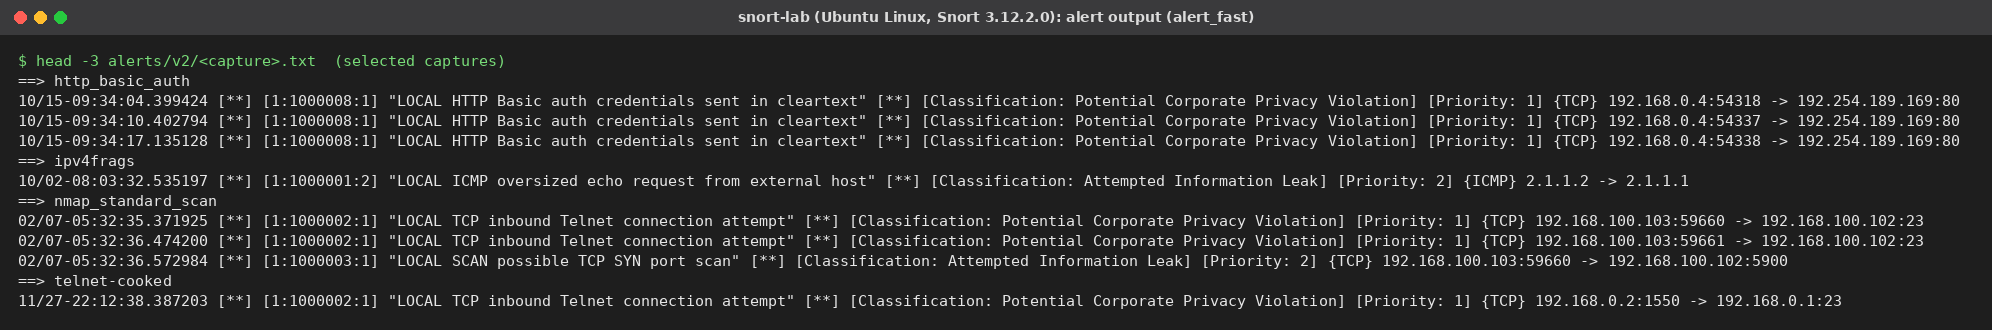 snort-lab (Ubuntu Linux, Snort 3.12.2.0): alert output (alert_fast)
$ head -3 alerts/v2/<capture>.txt  (selected captures)
==> http_basic_auth
10/15-09:34:04.399424 [**] [1:1000008:1] "LOCAL HTTP Basic auth credentials sent in cleartext" [**] [Classification: Potential Corporate Privacy Violation] [Priority: 1] {TCP} 192.168.0.4:54318 -> 192.254.189.169:80
10/15-09:34:10.402794 [**] [1:1000008:1] "LOCAL HTTP Basic auth credentials sent in cleartext" [**] [Classification: Potential Corporate Privacy Violation] [Priority: 1] {TCP} 192.168.0.4:54337 -> 192.254.189.169:80
10/15-09:34:17.135128 [**] [1:1000008:1] "LOCAL HTTP Basic auth credentials sent in cleartext" [**] [Classification: Potential Corporate Privacy Violation] [Priority: 1] {TCP} 192.168.0.4:54338 -> 192.254.189.169:80
==> ipv4frags
10/02-08:03:32.535197 [**] [1:1000001:2] "LOCAL ICMP oversized echo request from external host" [**] [Classification: Attempted Information Leak] [Priority: 2] {ICMP} 2.1.1.2 -> 2.1.1.1
==> nmap_standard_scan
02/07-05:32:35.371925 [**] [1:1000002:1] "LOCAL TCP inbound Telnet connection attempt" [**] [Classification: Potential Corporate Privacy Violation] [Priority: 1] {TCP} 192.168.100.103:59660 -> 192.168.100.102:23
02/07-05:32:36.474200 [**] [1:1000002:1] "LOCAL TCP inbound Telnet connection attempt" [**] [Classification: Potential Corporate Privacy Violation] [Priority: 1] {TCP} 192.168.100.103:59661 -> 192.168.100.102:23
02/07-05:32:36.572984 [**] [1:1000003:1] "LOCAL SCAN possible TCP SYN port scan" [**] [Classification: Attempted Information Leak] [Priority: 2] {TCP} 192.168.100.103:59660 -> 192.168.100.102:5900
==> telnet-cooked
11/27-22:12:38.387203 [**] [1:1000002:1] "LOCAL TCP inbound Telnet connection attempt" [**] [Classification: Potential Corporate Privacy Violation] [Priority: 1] {TCP} 192.168.0.2:1550 -> 192.168.0.1:23